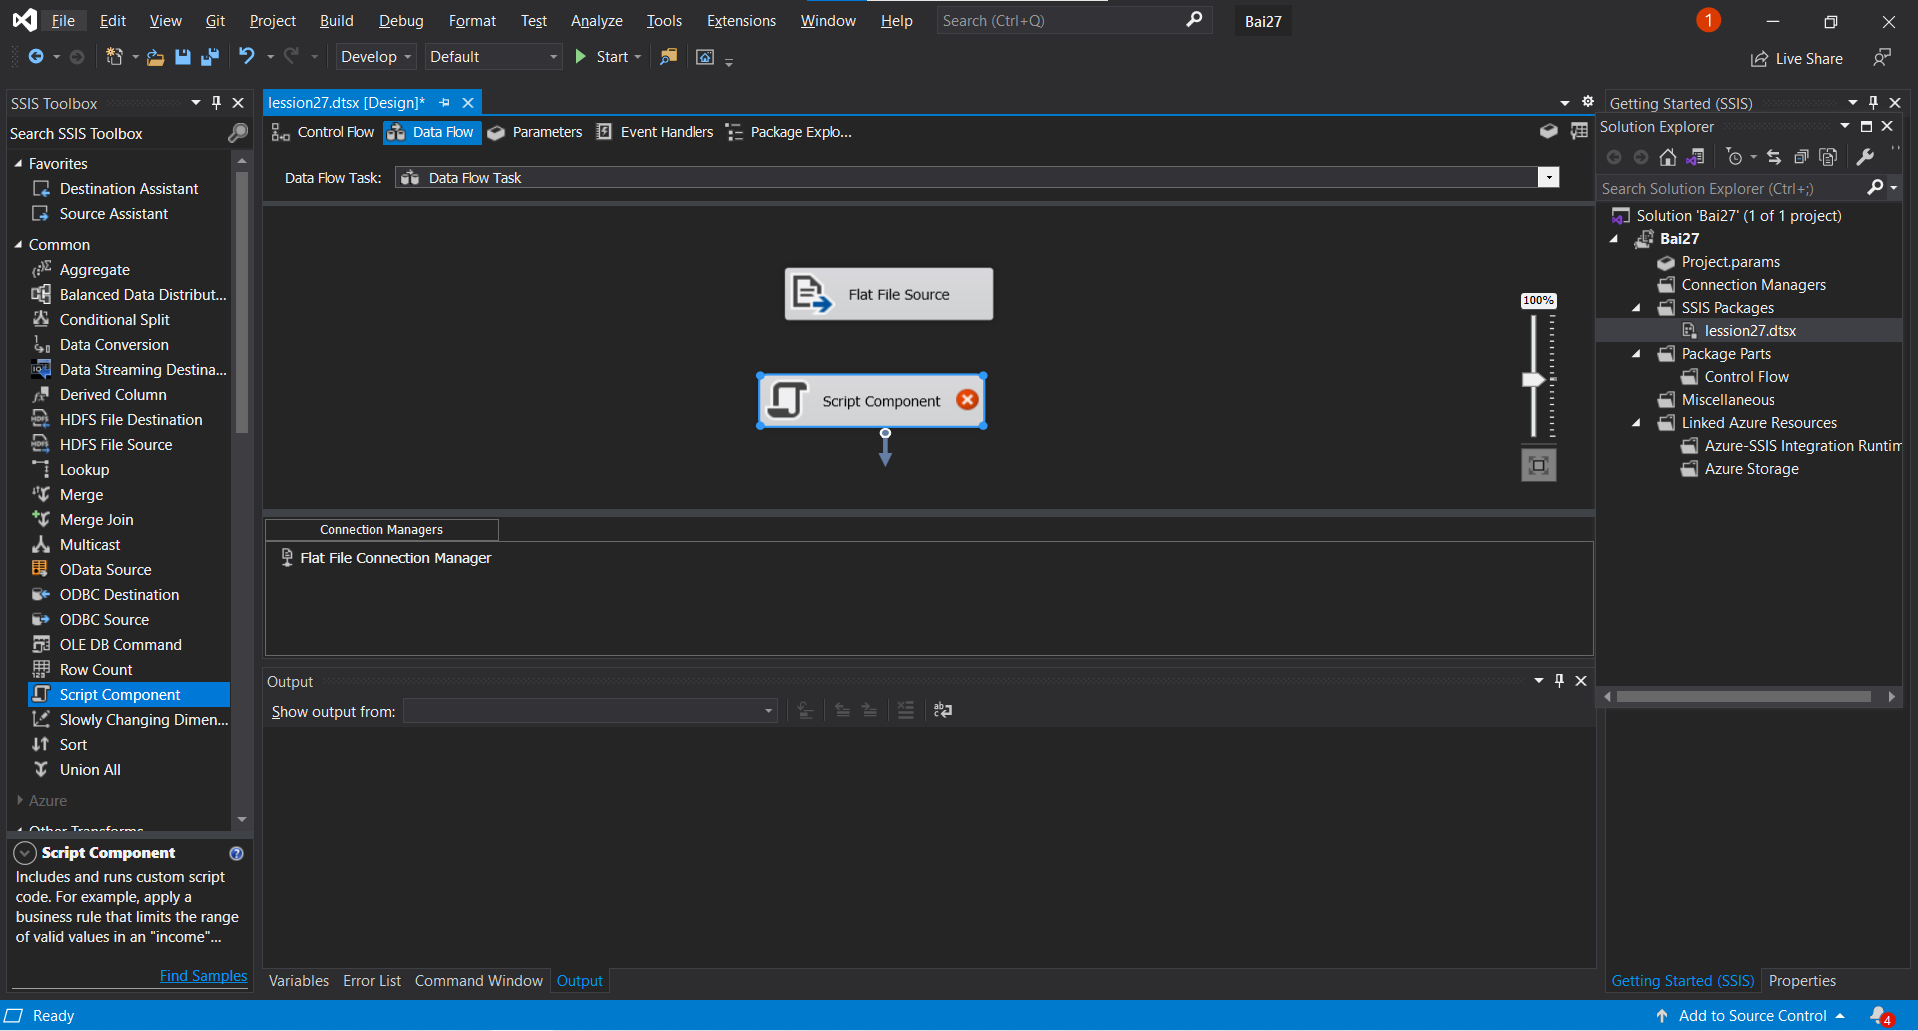 File Edit View Git Project Build Debug Format Test Analyze Tools Extensions Window Help Search (Ctrl+Q) Bai27 1
Develop Default Start Live Share
SSIS Toolbox
Search SSIS Toolbox
Favorites
Destination Assistant
Source Assistant
Common
Aggregate
Balanced Data Distribut...
Conditional Split
Data Conversion
Data Streaming Destina...
Derived Column
HDFS File Destination
HDFS File Source
Lookup
Merge
Merge Join
Multicast
OData Source
ODBC Destination
ODBC Source
OLE DB Command
Row Count
Script Component
Slowly Changing Dimen...
Sort
Union All
Azure
Other Transforms
Script Component
Includes and runs custom script
code. For example, apply a
business rule that limits the range
of valid values in an "income"...
Find Samples
lession27.dtsx [Design]*
Control Flow Data Flow Parameters Event Handlers Package Explo...
Data Flow Task: Data Flow Task
Flat File Source
Script Component
100%
Connection Managers
Flat File Connection Manager
Output
Show output from:
Variables Error List Command Window Output
Getting Started (SSIS)
Solution Explorer
Search Solution Explorer (Ctrl+;)
Solution 'Bai27' (1 of 1 project)
Bai27
Project.params
Connection Managers
SSIS Packages
lession27.dtsx
Package Parts
Control Flow
Miscellaneous
Linked Azure Resources
Azure-SSIS Integration Runtim
Azure Storage
Getting Started (SSIS) Properties
Ready Add to Source Control 4